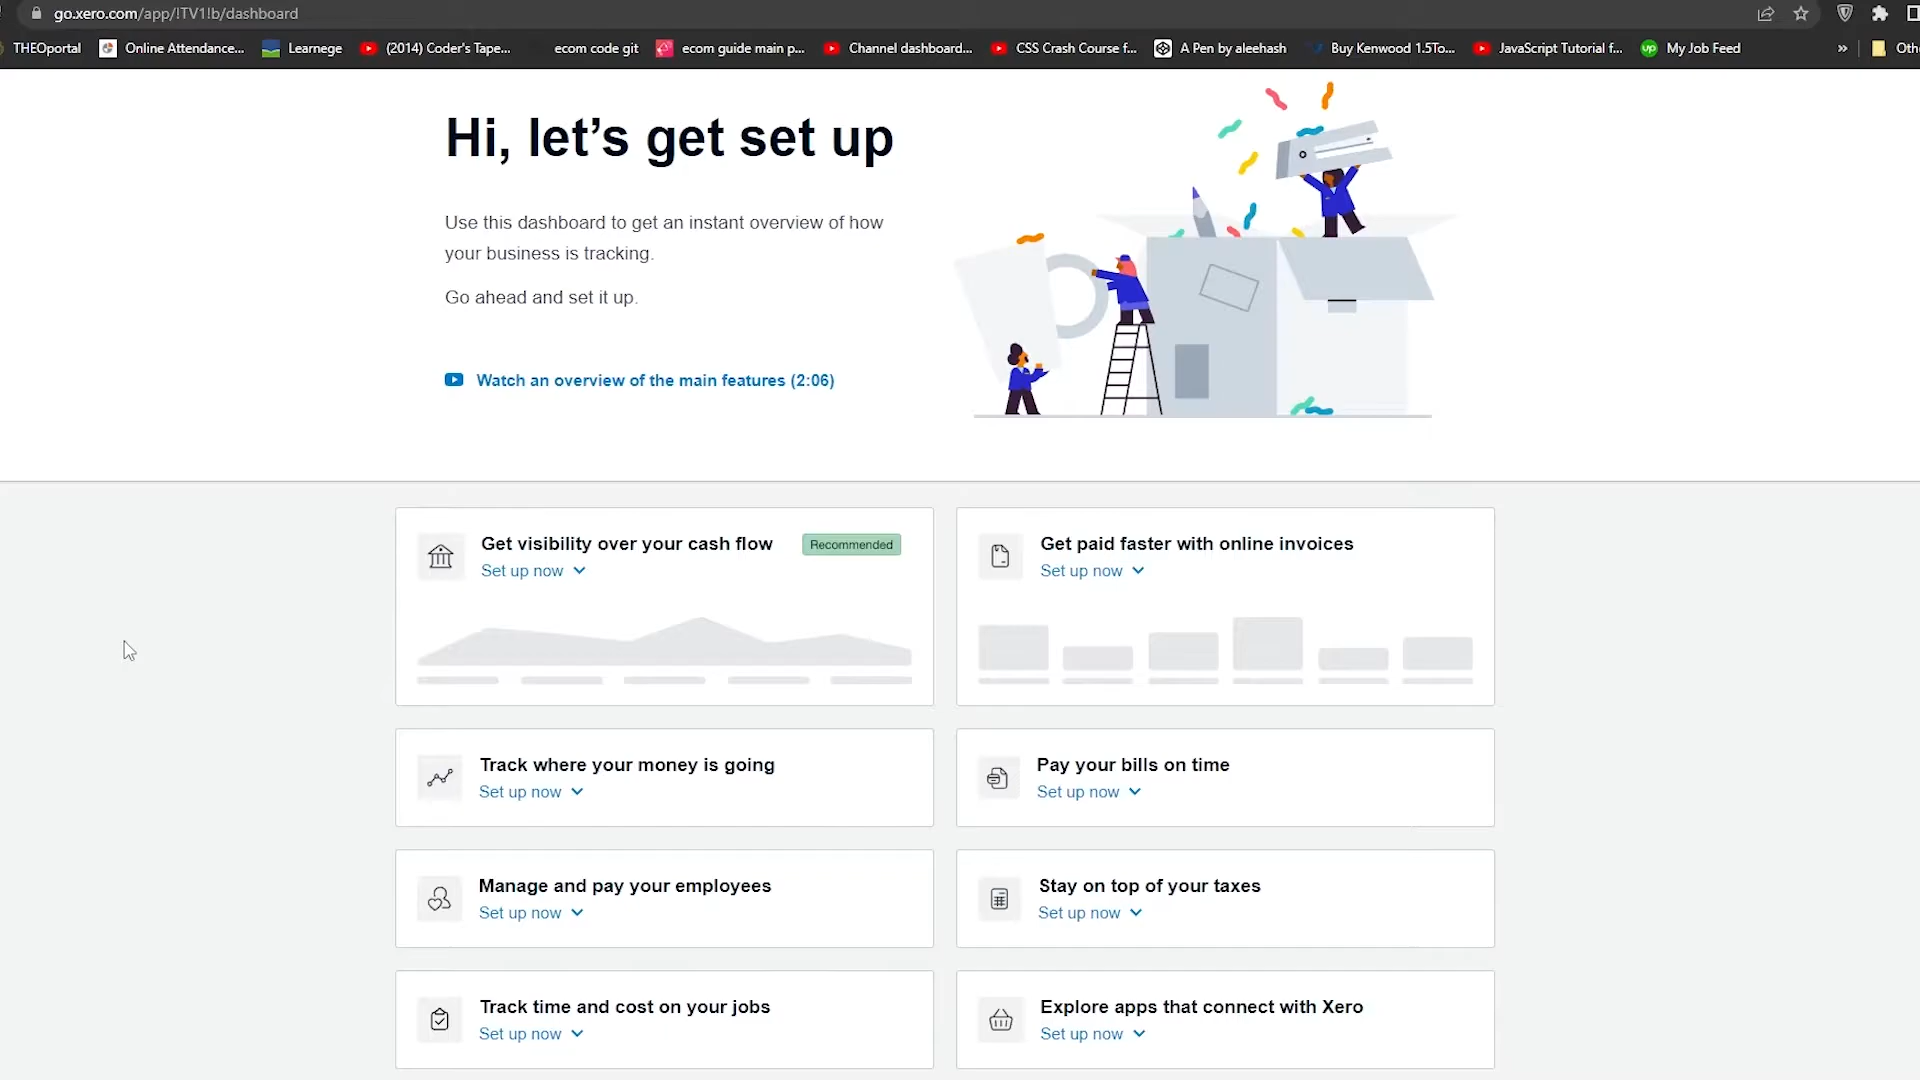 go.xero.com/app/!TV1!b/dashboard
THEOportal
Online Attendance...
Learnege
(2014) Coder's Tape...
ecom code git
ecom guide main p...
Channel dashboard...
CSS Crash Course f...
A Pen by aleehash
Buy Kenwood 1.5To...
JavaScript Tutorial f...
up
My Job Feed
»
Oth
Hi, let’s get set up
Use this dashboard to get an instant overview of how
your business is tracking.
Go ahead and set it up.
Watch an overview of the main features (2:06)
Get visibility over your cash flow
Recommended
Set up now
Get paid faster with online invoices
Set up now
Track where your money is going
Set up now
Pay your bills on time
Set up now
Manage and pay your employees
Set up now
Stay on top of your taxes
Set up now
Track time and cost on your jobs
Set up now
Explore apps that connect with Xero
Set up now